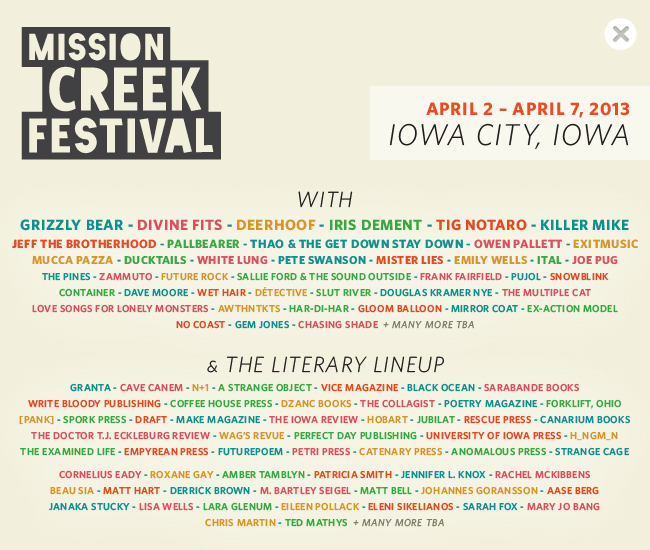 MISSION
CREEK
FESTIVAL
APRIL 2 – APRIL 7, 2013
IOWA CITY, IOWA
WITH
GRIZZLY BEAR - DIVINE FITS - DEERHOOF - IRIS DEMENT - TIG NOTARO - KILLER MIKE
JEFF THE BROTHERHOOD - PALLBEARER - THAO & THE GET DOWN STAY DOWN - OWEN PALLETT - EXITMUSIC
MUCCA PAZZA - DUCKTAILS - WHITE LUNG - PETE SWANSON - MISTER LIES - EMILY WELLS - ITAL - JOE PUG
THE PINES - ZAMMUTO - FUTURE ROCK - SALLIE FORD & THE SOUND OUTSIDE - FRANK FAIRFIELD - PUJOL - SNOWBLINK
CONTAINER - DAVE MOORE - WET HAIR - DÉTECTIVE - SLUT RIVER - DOUGLAS KRAMER NYE - THE MULTIPLE CAT
LOVE SONGS FOR LONELY MONSTERS - AWTHNTKTS - HAR-DI-HAR - GLOOM BALLOON - MIRROR COAT - EX-ACTION MODEL
NO COAST - GEM JONES - CHASING SHADE + MANY MORE TBA
& THE LITERARY LINEUP
GRANTA - CAVE CANEM - N+1 - A STRANGE OBJECT - VICE MAGAZINE - BLACK OCEAN - SARABANDE BOOKS
WRITE BLOODY PUBLISHING - COFFEE HOUSE PRESS - DZANC BOOKS - THE COLLAGIST - POETRY MAGAZINE - FORKLIFT, OHIO
[PANK] - SPORK PRESS - DRAFT - MAKE MAGAZINE - THE IOWA REVIEW - HOBART - JUBILAT - RESCUE PRESS - CANARIUM BOOKS
THE DOCTOR T.J. ECKLEBURG REVIEW - WAG'S REVUE - PERFECT DAY PUBLISHING - UNIVERSITY OF IOWA PRESS - H_NGM_N
THE EXAMINED LIFE - EMPYREAN PRESS - FUTUREPOEM - PETRI PRESS - CATENARY PRESS - ANOMALOUS PRESS - STRANGE CAGE
CORNELIUS EADY - ROXANE GAY - AMBER TAMBLYN - PATRICIA SMITH - JENNIFER L. KNOX - RACHEL MCKIBBENS
BEAU SIA - MATT HART - DERRICK BROWN - M. BARTLEY SEIGEL - MATT BELL - JOHANNES GORANSSON - AASE BERG
JANAKA STUCKY - LISA WELLS - LARA GLENUM - EILEEN POLLACK - ELENI SIKELIANOS - SARAH FOX - MARY JO BANG
CHRIS MARTIN - TED MATHYS + MANY MORE TBA